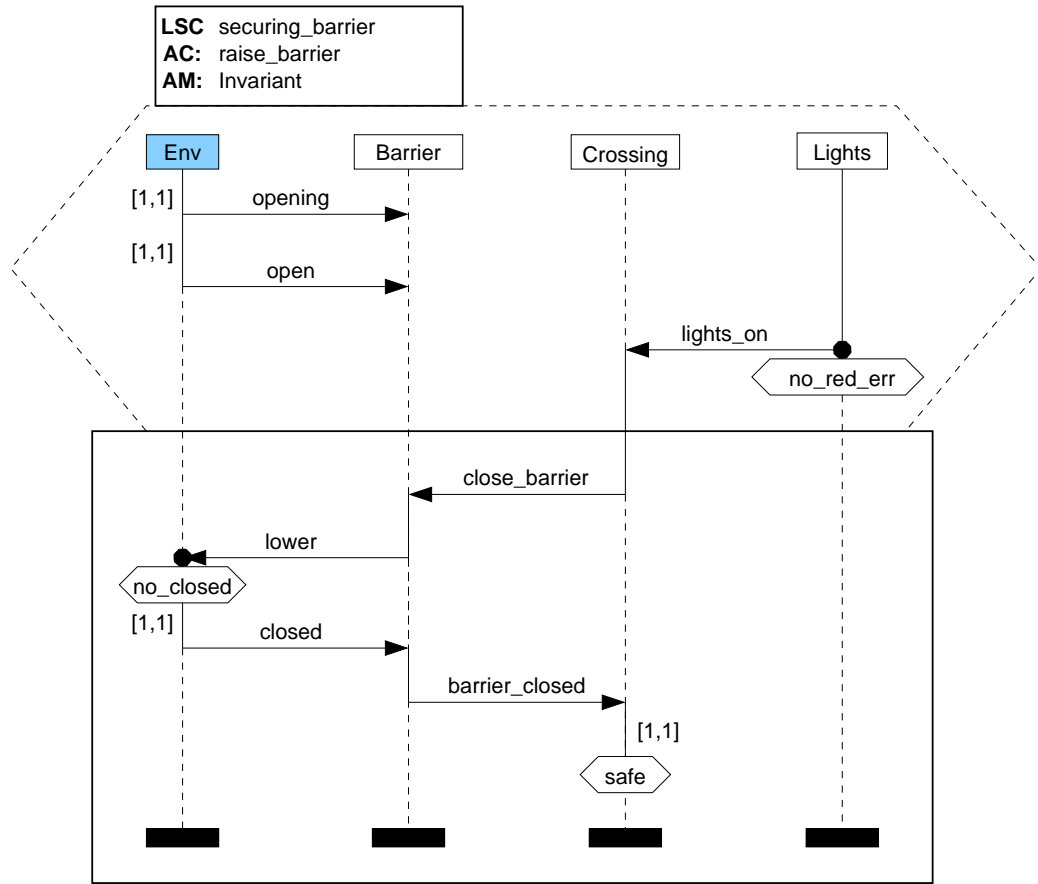 LSC securing_barrier
AC: raise_barrier
AM: Invariant
Env Barrier Crossing Lights
[1,1] opening
[1,1] open
lights_on
no_red_err
close_barrier
lower
no_closed
[1,1] closed
barrier_closed
[1,1]
safe